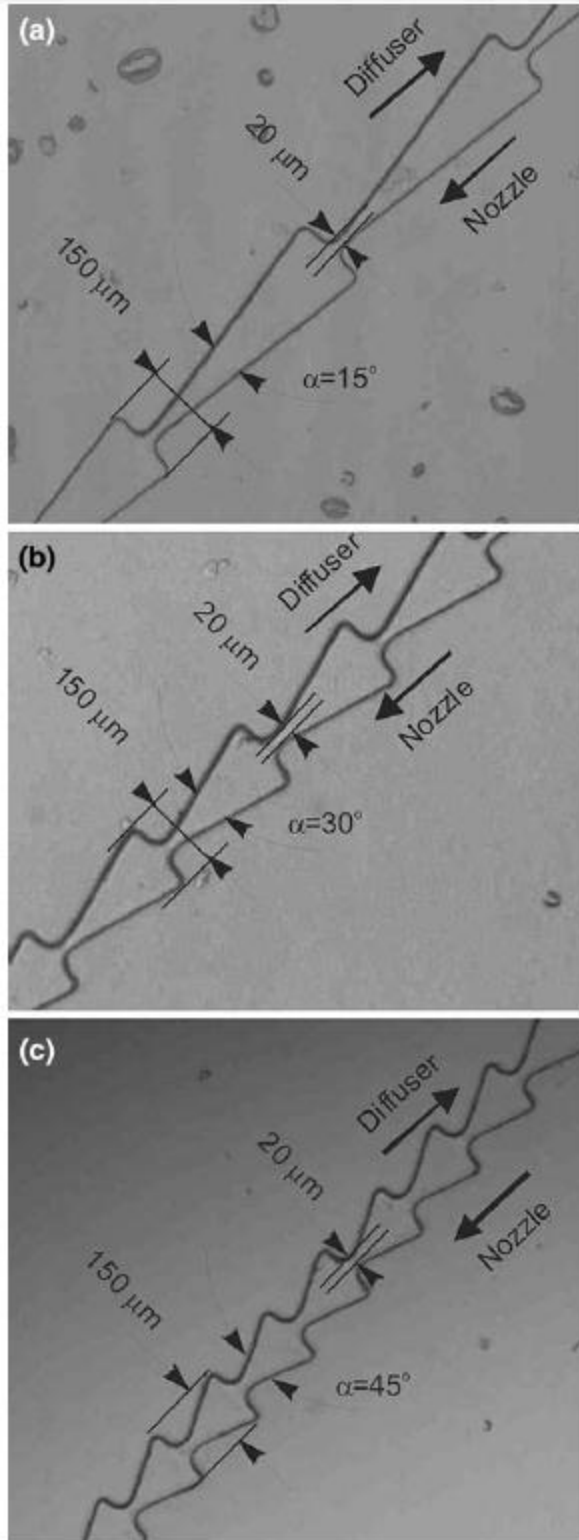 (a)
Diffuser
20 μm
Nozzle
150 μm
α=15°
(b)
Diffuser
20 μm
150 μm
Nozzle
α=30°
(c)
Diffuser
20 μm
Nozzle
150 μm
α=45°